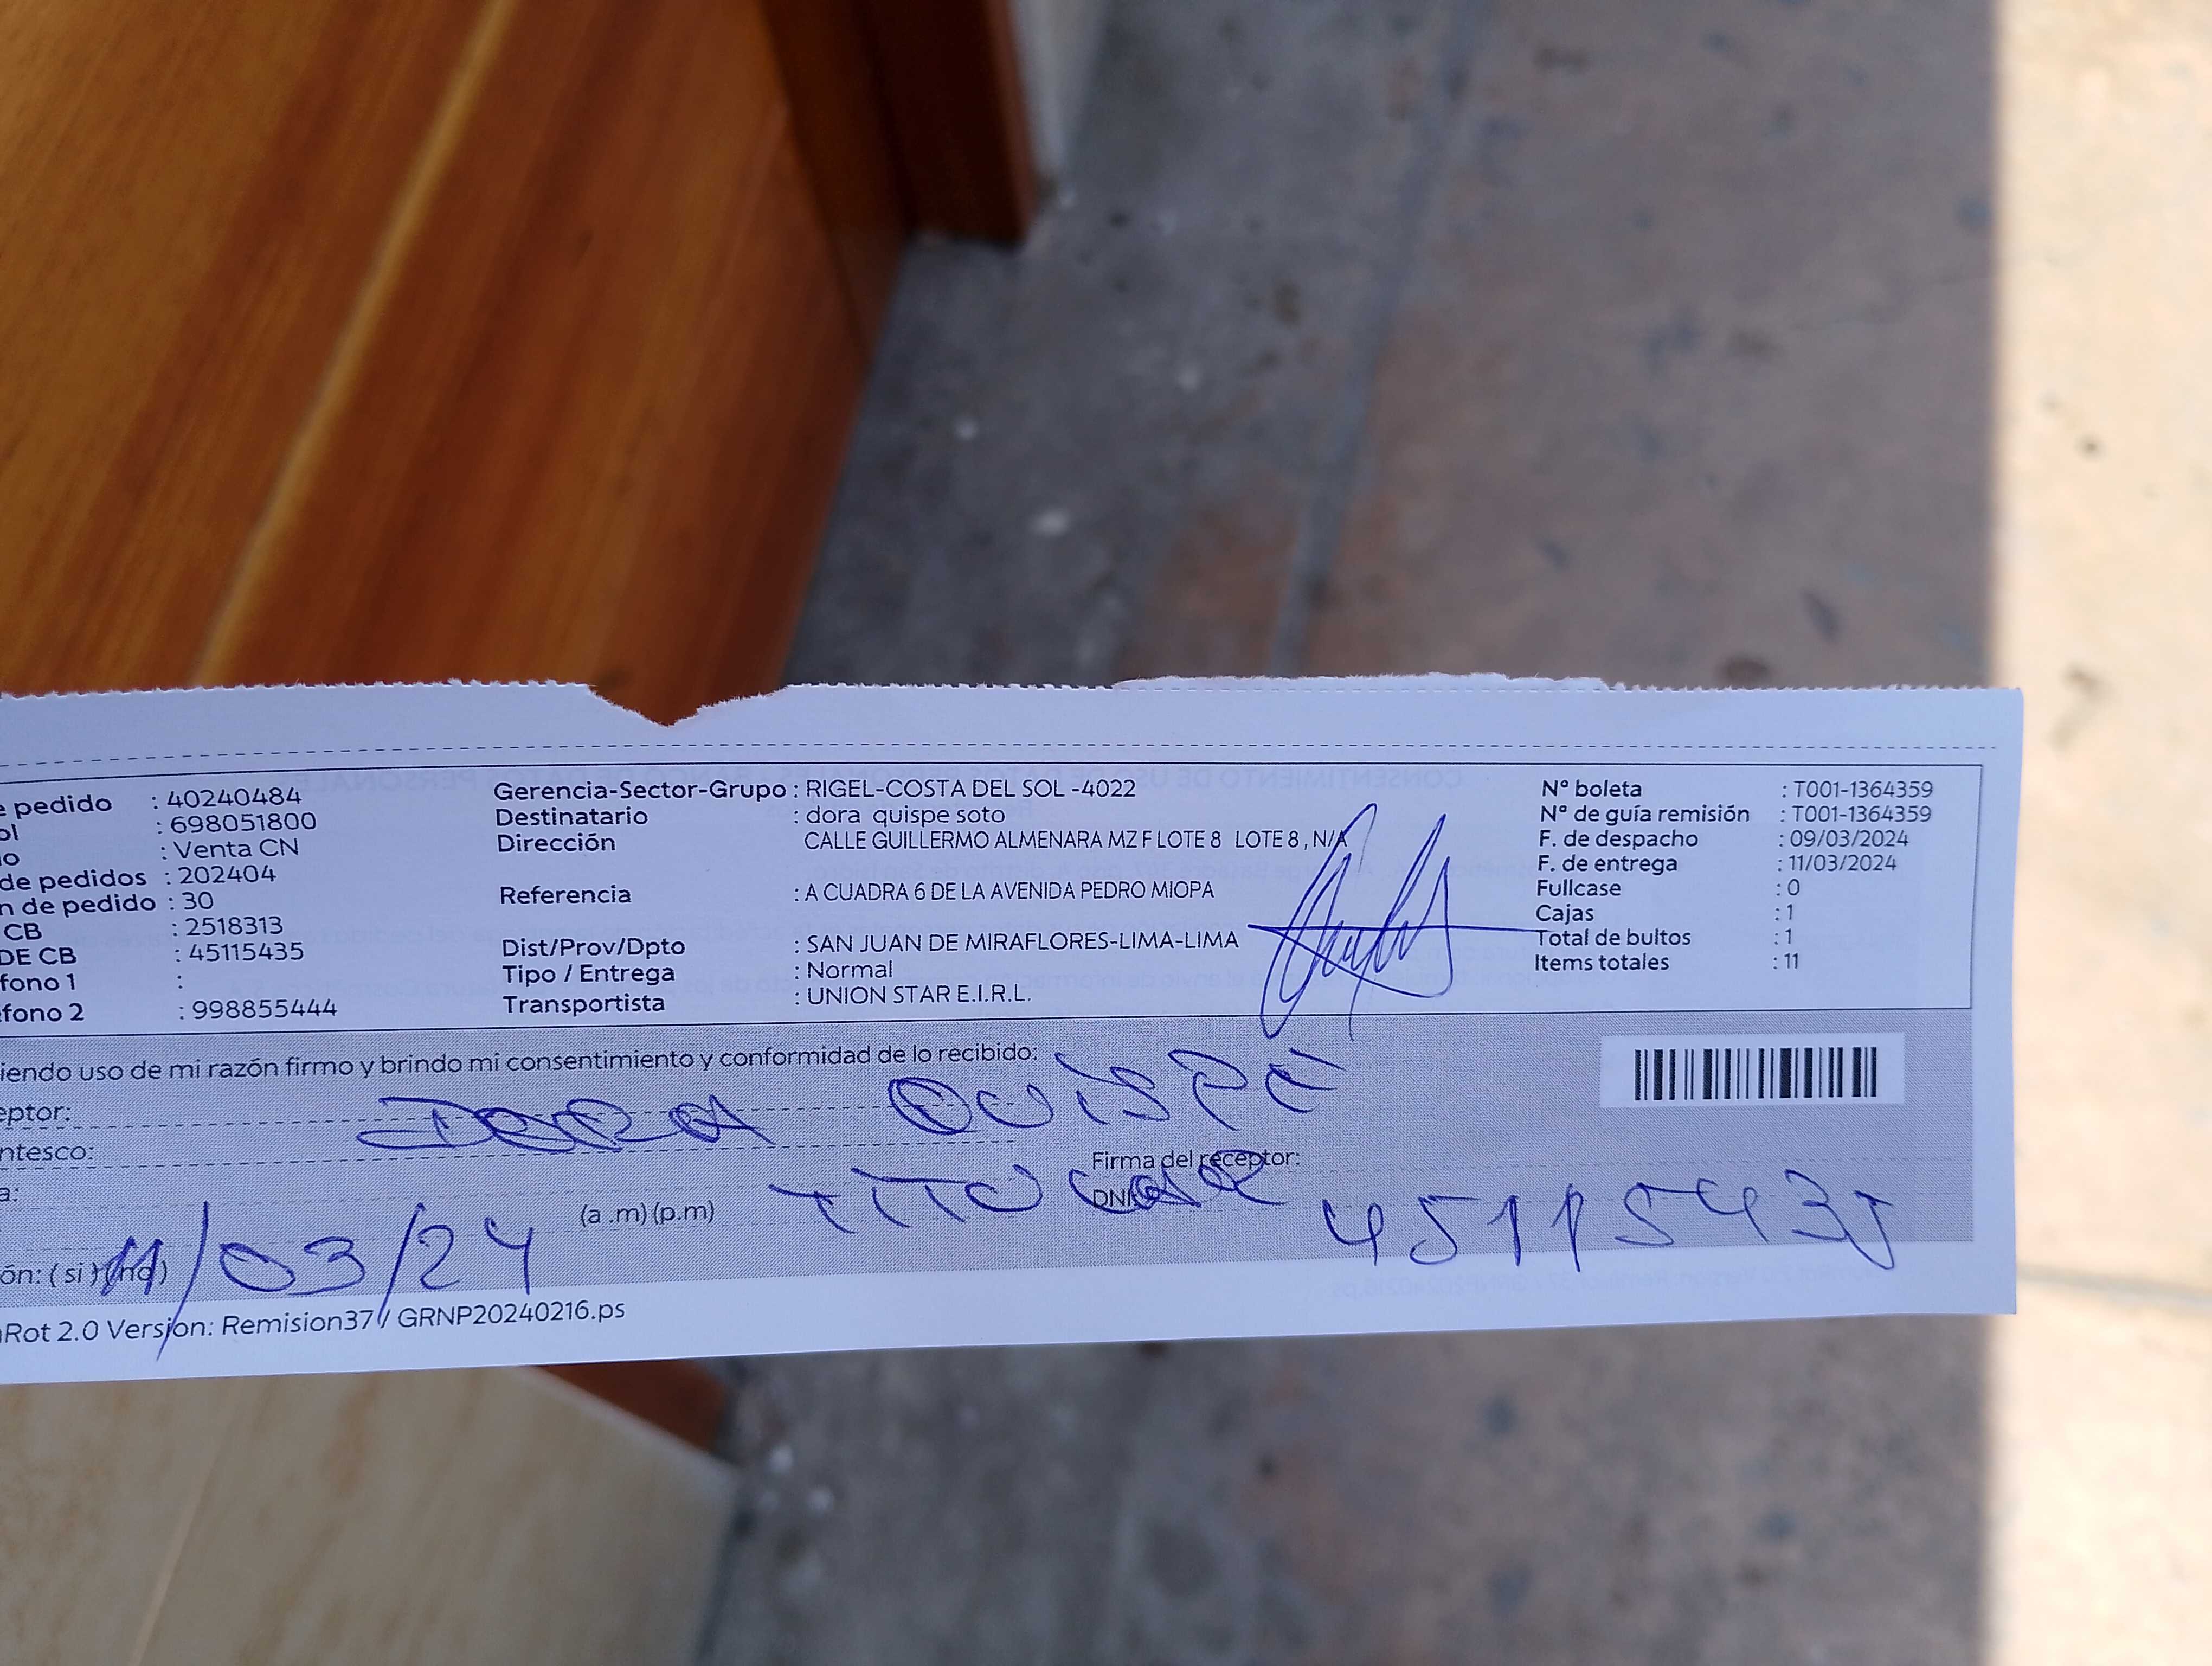 e pedido : 40240484
ol : 698051800
o : Venta CN
de pedidos : 202404
n de pedido : 30
CB : 2518313
DE CB : 45115435
fono 1 :
fono 2 : 998855444
Gerencia-Sector-Grupo : RIGEL-COSTA DEL SOL -4022
Destinatario : dora quispe soto
Dirección CALLE GUILLERMO ALMENARA MZ F LOTE 8 LOTE 8 , N/A
Referencia : A CUADRA 6 DE LA AVENIDA PEDRO MIOPA
Dist/Prov/Dpto : SAN JUAN DE MIRAFLORES-LIMA-LIMA
Tipo / Entrega : Normal
Transportista : UNION STAR E.I.R.L.
Nº boleta : T001-1364359
Nº de guía remisión : T001-1364359
F. de despacho : 09/03/2024
F. de entrega : 11/03/2024
Fullcase : 0
Cajas : 1
Total de bultos : 1
Items totales : 11
iendo uso de mi razón firmo y brindo mi consentimiento y conformidad de lo recibido:
eptor: DORA QUISPE
ntesco:
Firma del receptor:
a: (a .m) (p.m) TITULAR DNI 45115435
ón: ( si ) ( no ) 11/03/24
Rot 2.0 Version: Remision37 / GRNP20240216.ps